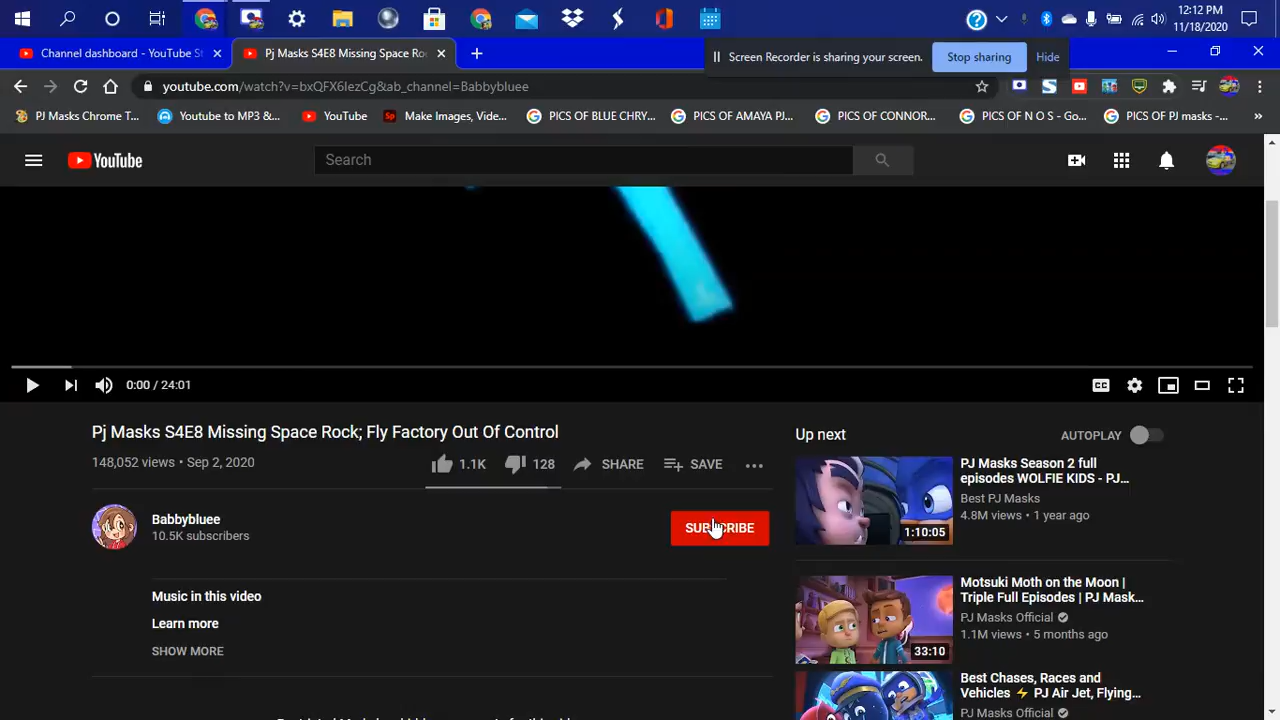 12:12 PM
11/18/2020
Channel dashboard - YouTube St
Pj Masks S4E8 Missing Space Ro
Screen Recorder is sharing your screen.
Stop sharing
Hide
youtube.com/watch?v=bxQFX6IezCg&ab_channel=Babbybluee
PJ Masks Chrome T...
Youtube to MP3 &...
YouTube
Sp
Make Images, Vide...
PICS OF BLUE CHRY...
PICS OF AMAYA PJ...
PICS OF CONNOR...
PICS OF N O S - Go...
PICS OF PJ masks -...
YouTube
Search
0:00 / 24:01
CC
Pj Masks S4E8 Missing Space Rock; Fly Factory Out Of Control
148,052 views • Sep 2, 2020
1.1K
128
SHARE
SAVE
Babbybluee
10.5K subscribers
SUBSCRIBE
Music in this video
Learn more
SHOW MORE
Up next
AUTOPLAY
PJ Masks Season 2 full
episodes WOLFIE KIDS - PJ...
Best PJ Masks
4.8M views • 1 year ago
1:10:05
Motsuki Moth on the Moon |
Triple Full Episodes | PJ Mask...
PJ Masks Official
1.1M views • 5 months ago
33:10
Best Chases, Races and
Vehicles ⚡ PJ Air Jet, Flying...
PJ Masks Official